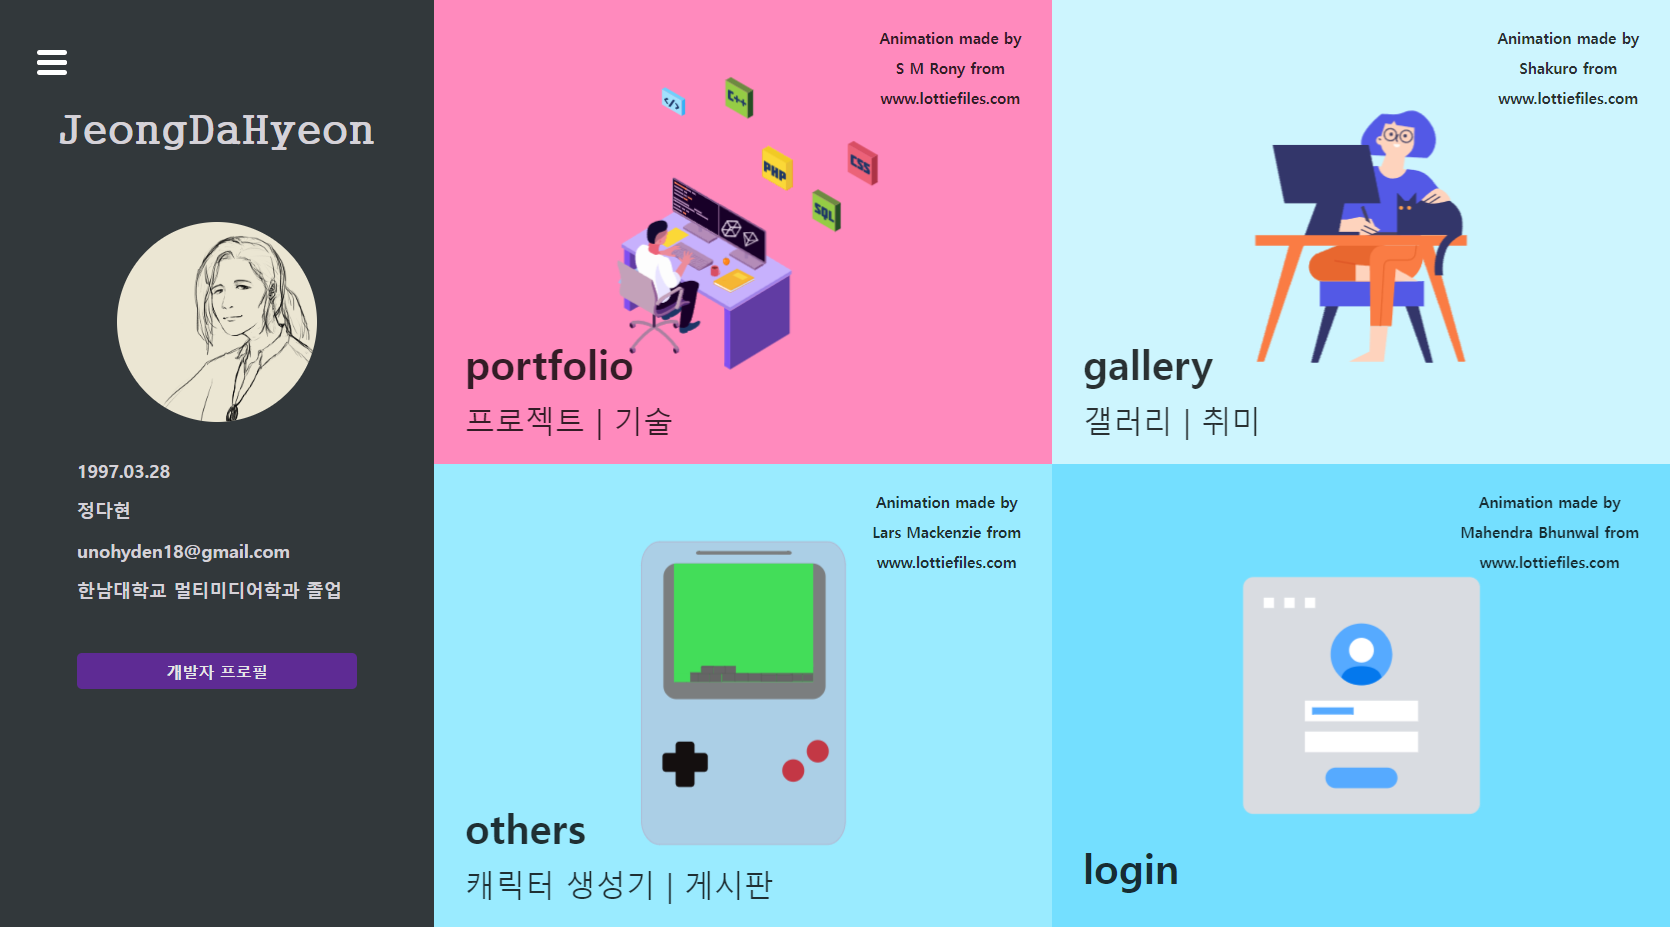 JeongDaHyeon
1997.03.28
정다현
unohyden18@gmail.com
한남대학교 멀티미디어학과 졸업
개발자 프로필
Animation made by
S M Rony from
www.lottiefiles.com
</>
C++
PHP
CSS
SQL
portfolio
프로젝트 | 기술
Animation made by
Shakuro from
www.lottiefiles.com
gallery
갤러리 | 취미
Animation made by
Lars Mackenzie from
www.lottiefiles.com
others
캐릭터 생성기 | 게시판
Animation made by
Mahendra Bhunwal from
www.lottiefiles.com
login